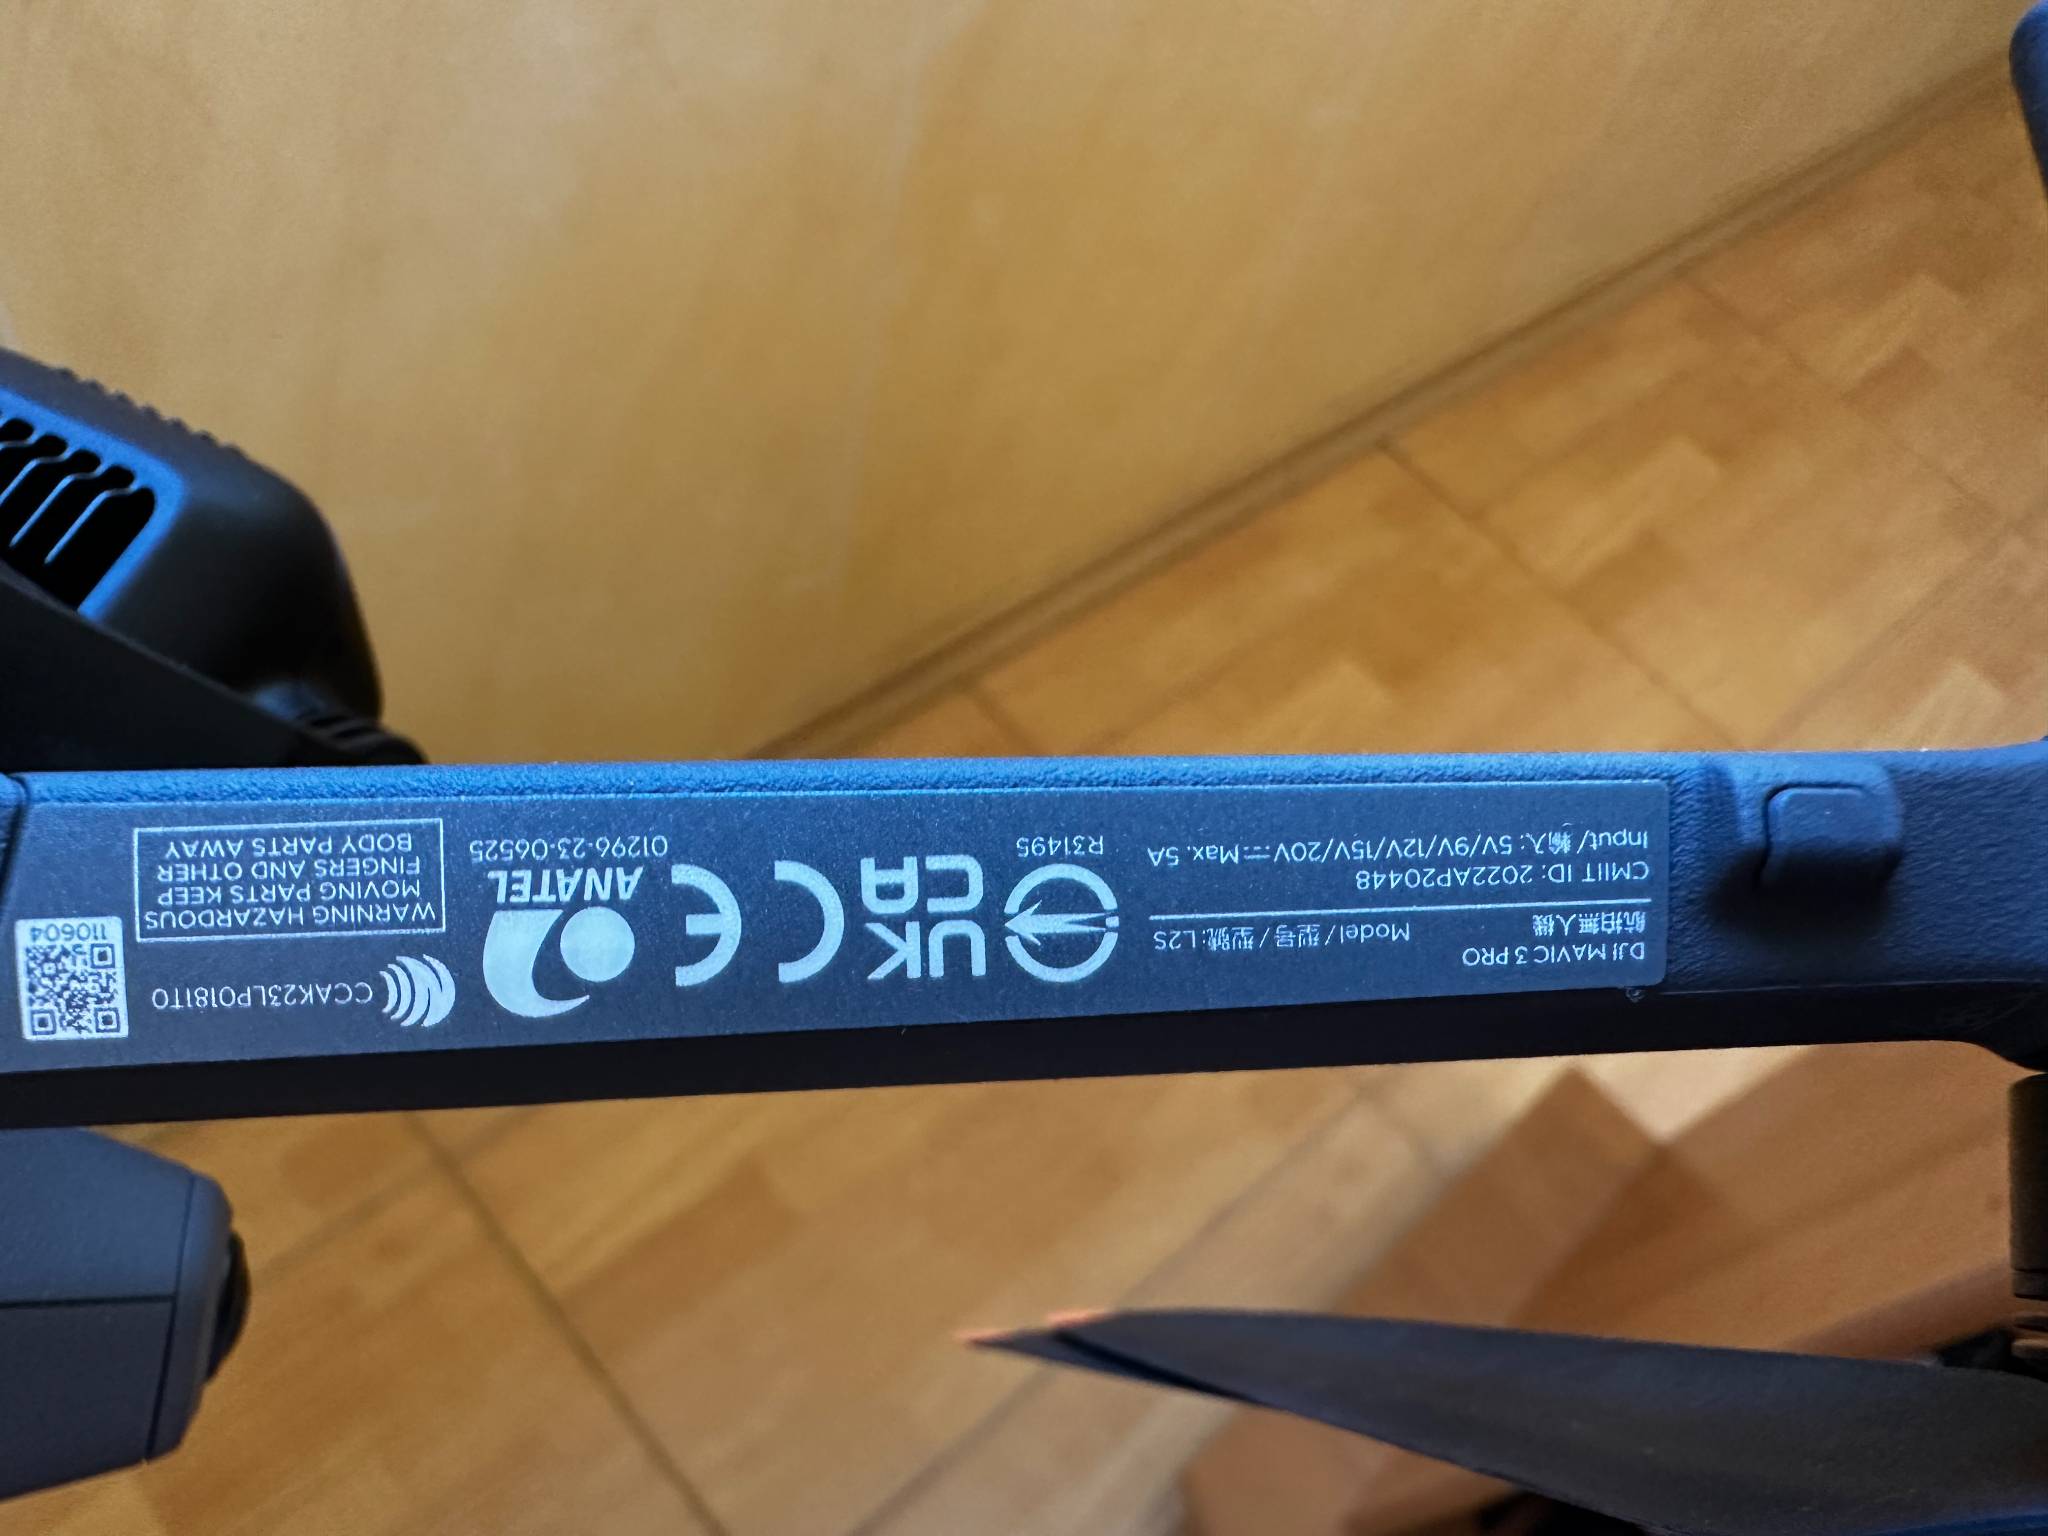 DJI MAVIC 3 PRO
航拍無人機
Model / 型号 / 型號: L2S
CMIIT ID: 2022AP20448
Input / 輸入: 5V/9V/12V/15V/20V⎓Max. 5A
R31495
UK
CA
CE
ANATEL
01296-23-06525
CCAK23LP0181T0
WARNING HAZARDOUS
MOVING PARTS KEEP
FINGERS AND OTHER
BODY PARTS AWAY
110604